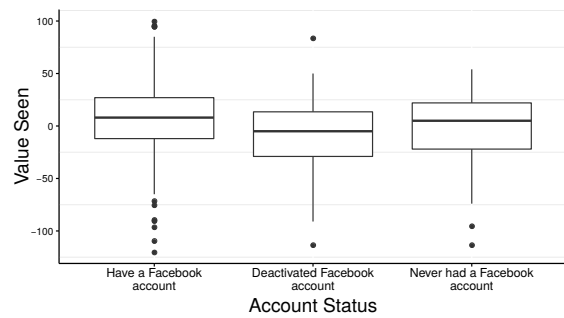 100
50
0
−50
−100
Value Seen
Have a Facebook
account
Deactivated Facebook
account
Never had a Facebook
account
Account Status